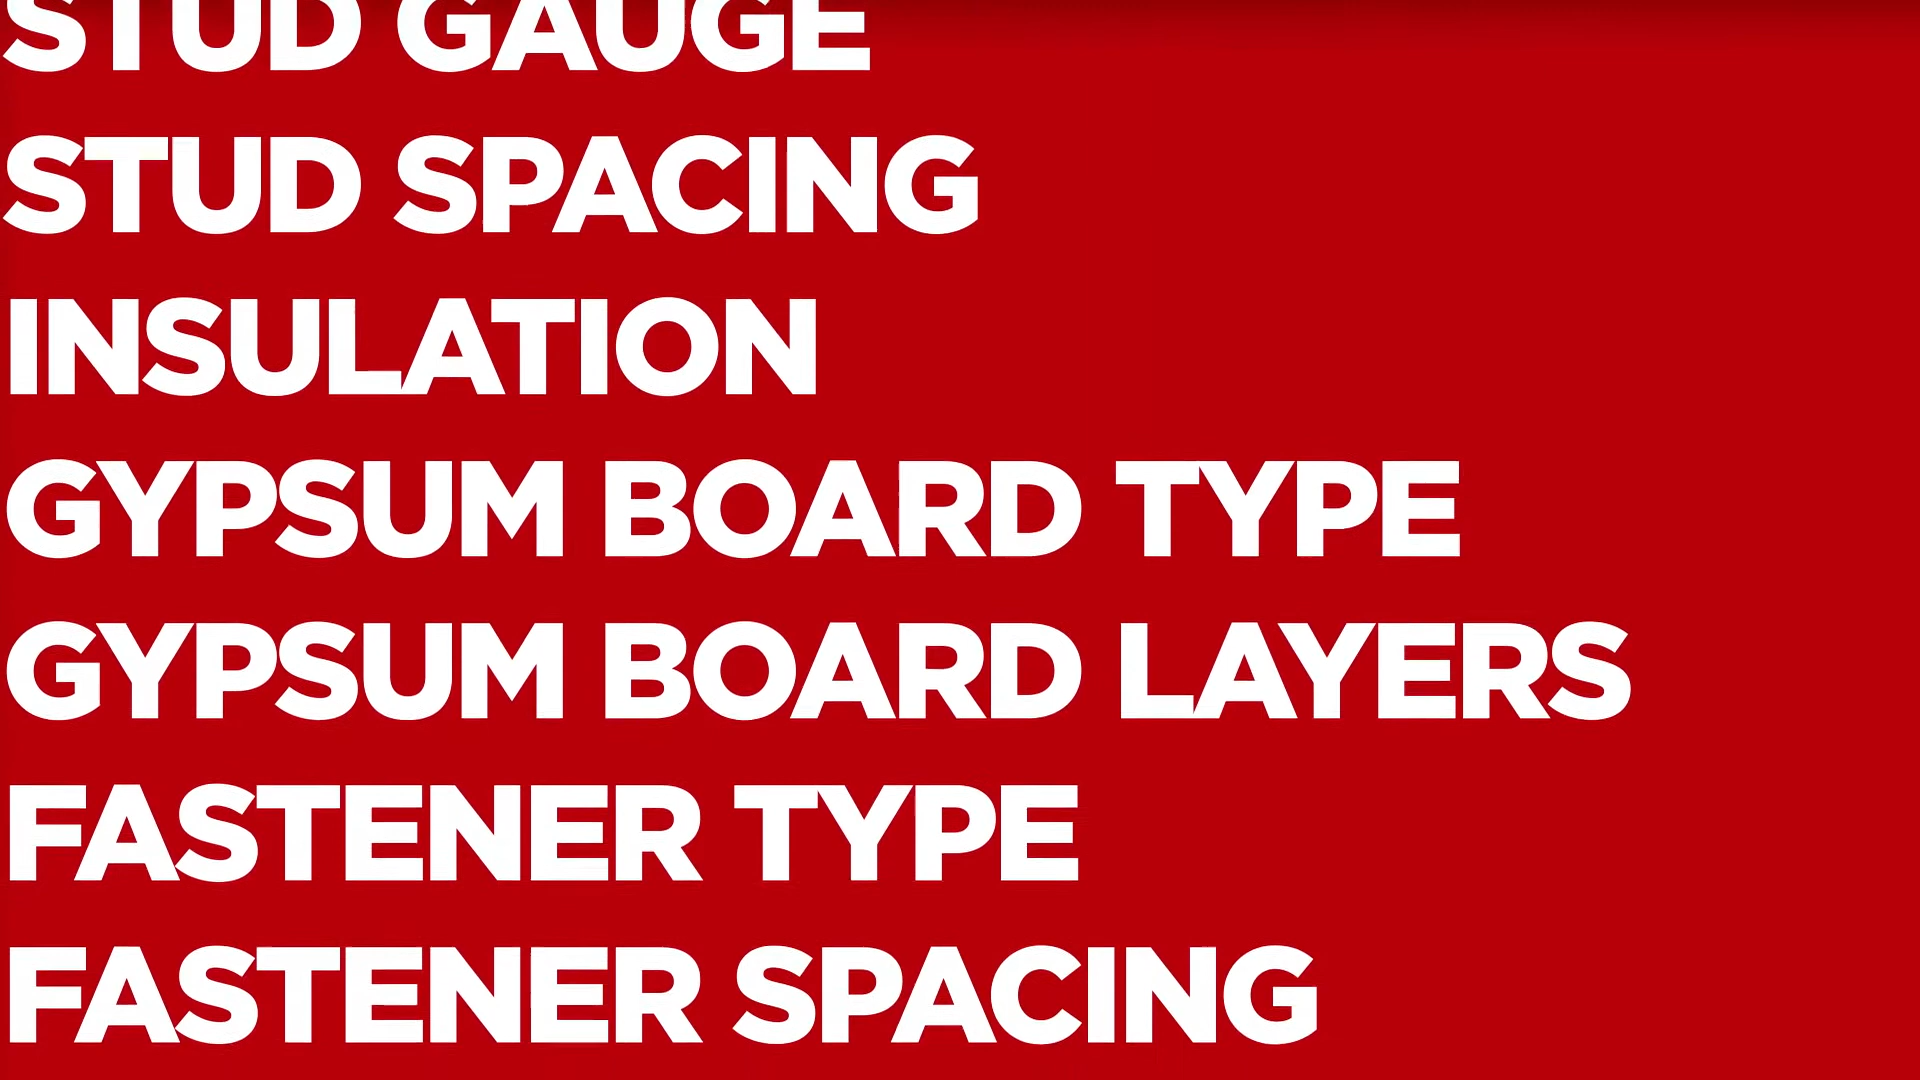 STUD GAUGE
STUD SPACING
INSULATION
GYPSUM BOARD TYPE
GYPSUM BOARD LAYERS
FASTENER TYPE
FASTENER SPACING